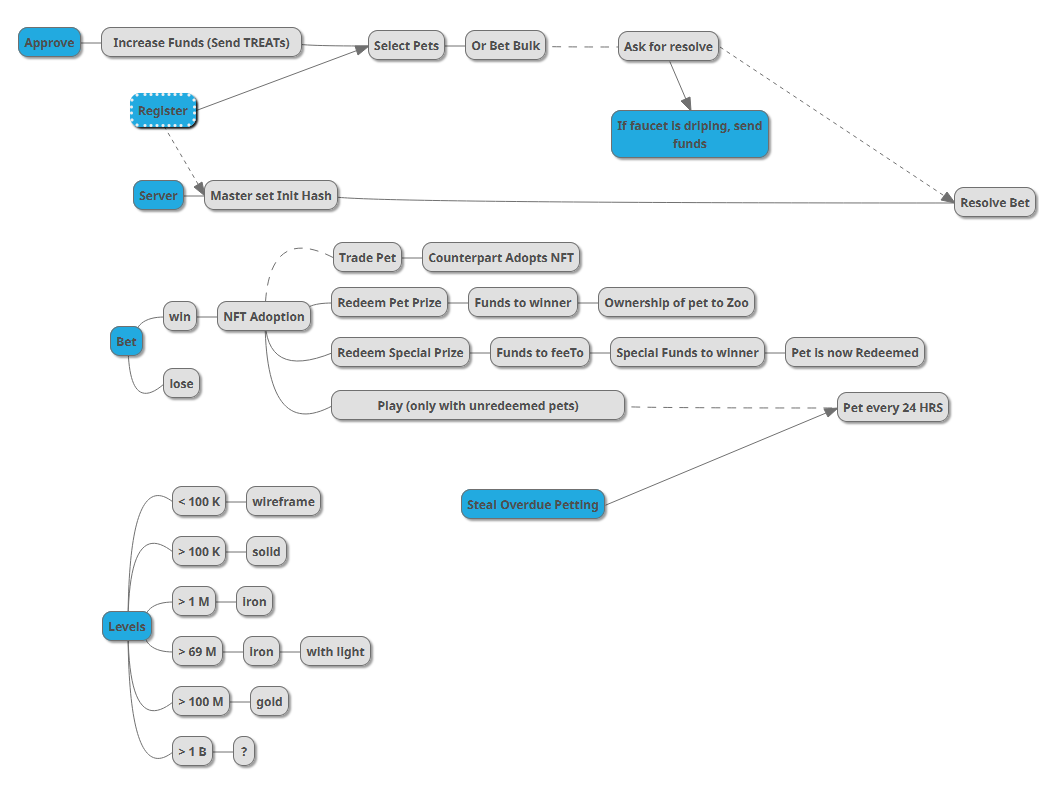 Approve
Increase Funds (Send TREATs)
Select Pets
Or Bet Bulk
Ask for resolve
Register
If faucet is driping, send
funds
Server
Master set Init Hash
Resolve Bet
Trade Pet
Counterpart Adopts NFT
Bet
win
NFT Adoption
Redeem Pet Prize
Funds to winner
Ownership of pet to Zoo
Redeem Special Prize
Funds to feeTo
Special Funds to winner
Pet is now Redeemed
lose
Play (only with unredeemed pets)
Pet every 24 HRS
Steal Overdue Petting
Levels
< 100 K
wireframe
> 100 K
solid
> 1 M
iron
> 69 M
iron
with light
> 100 M
gold
> 1 B
?